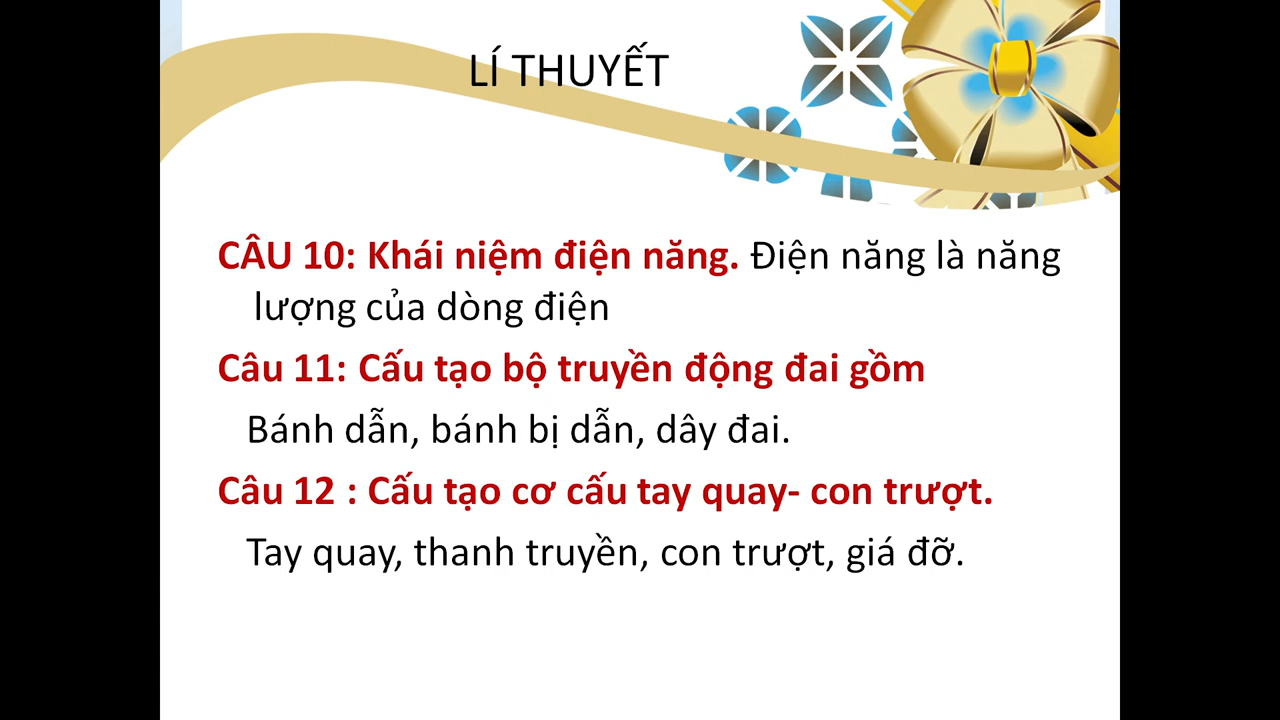 LÍ THUYẾT
CÂU 10: Khái niệm điện năng. Điện năng là năng
lượng của dòng điện
Câu 11: Cấu tạo bộ truyền động đai gồm
Bánh dẫn, bánh bị dẫn, dây đai.
Câu 12 : Cấu tạo cơ cấu tay quay- con trượt.
Tay quay, thanh truyền, con trượt, giá đỡ.